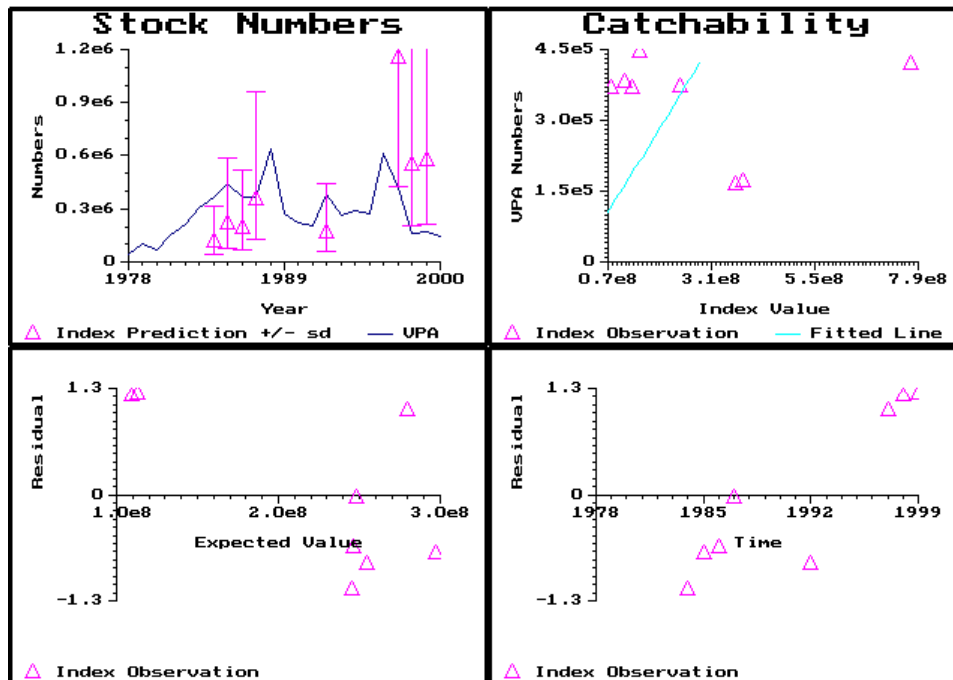 Stock Numbers
1.2e6
0.9e6
0.6e6
0.3e6
0
Numbers
1978
1989
2000
Year
Index Prediction +/- sd
VPA
Catchability
4.5e5
3.0e5
1.5e5
0
VPA Numbers
0.7e8
3.1e8
5.5e8
7.9e8
Index Value
Index Observation
Fitted Line
1.3
0
-1.3
Residual
1.0e8
2.0e8
3.0e8
Expected Value
Index Observation
1.3
0
-1.3
Residual
1978
1985
1992
1999
Time
Index Observation